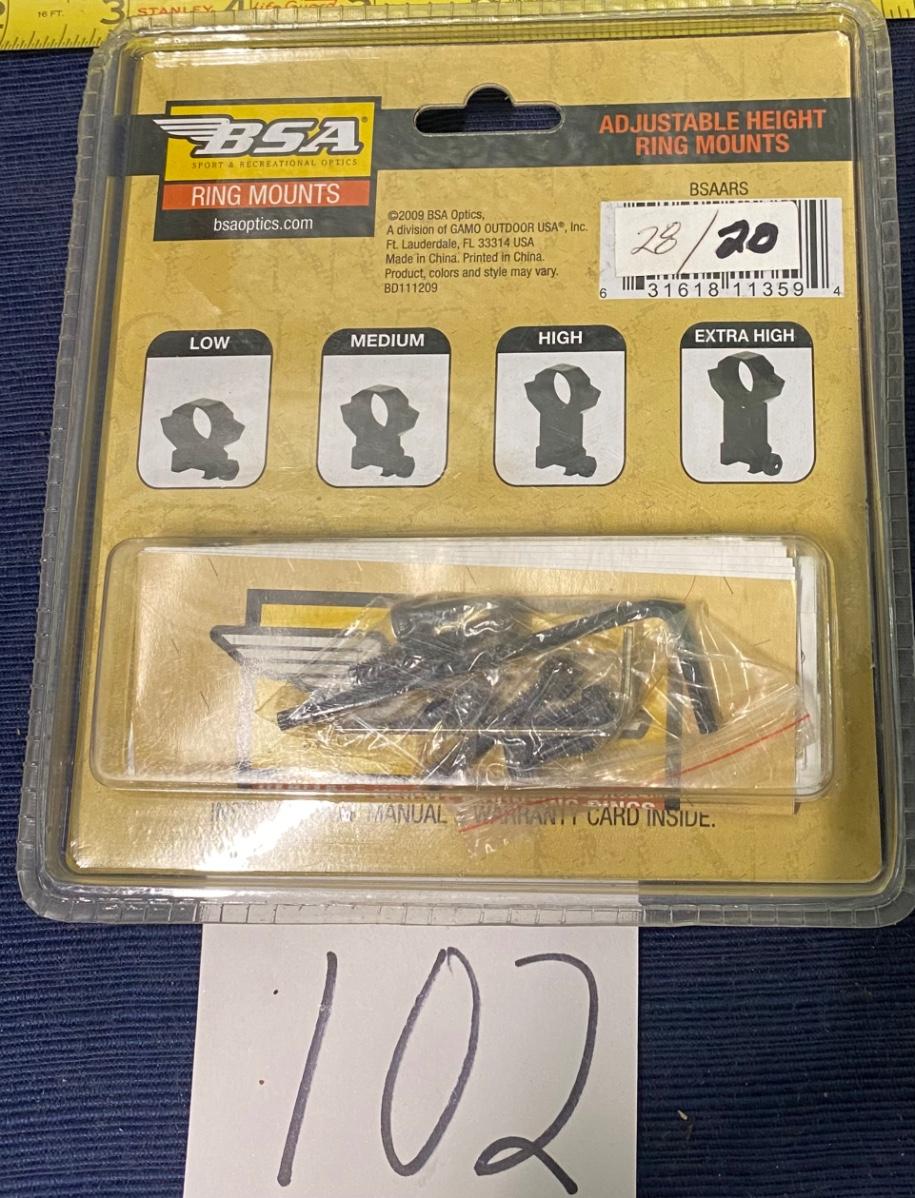 16 FT. 3 STANLEY 4 Life Guard
BSA®
SPORT & RECREATIONAL OPTICS
RING MOUNTS
bsaoptics.com
ADJUSTABLE HEIGHT
RING MOUNTS
BSAARS
28/20
6 31618 11359 4
©2009 BSA Optics,
A division of GAMO OUTDOOR USA®, Inc.
Ft. Lauderdale, FL 33314 USA
Made in China. Printed in China.
Product, colors and style may vary.
BD111209
LOW MEDIUM HIGH EXTRA HIGH
MANUAL WARRANTY CARD INSIDE.
102